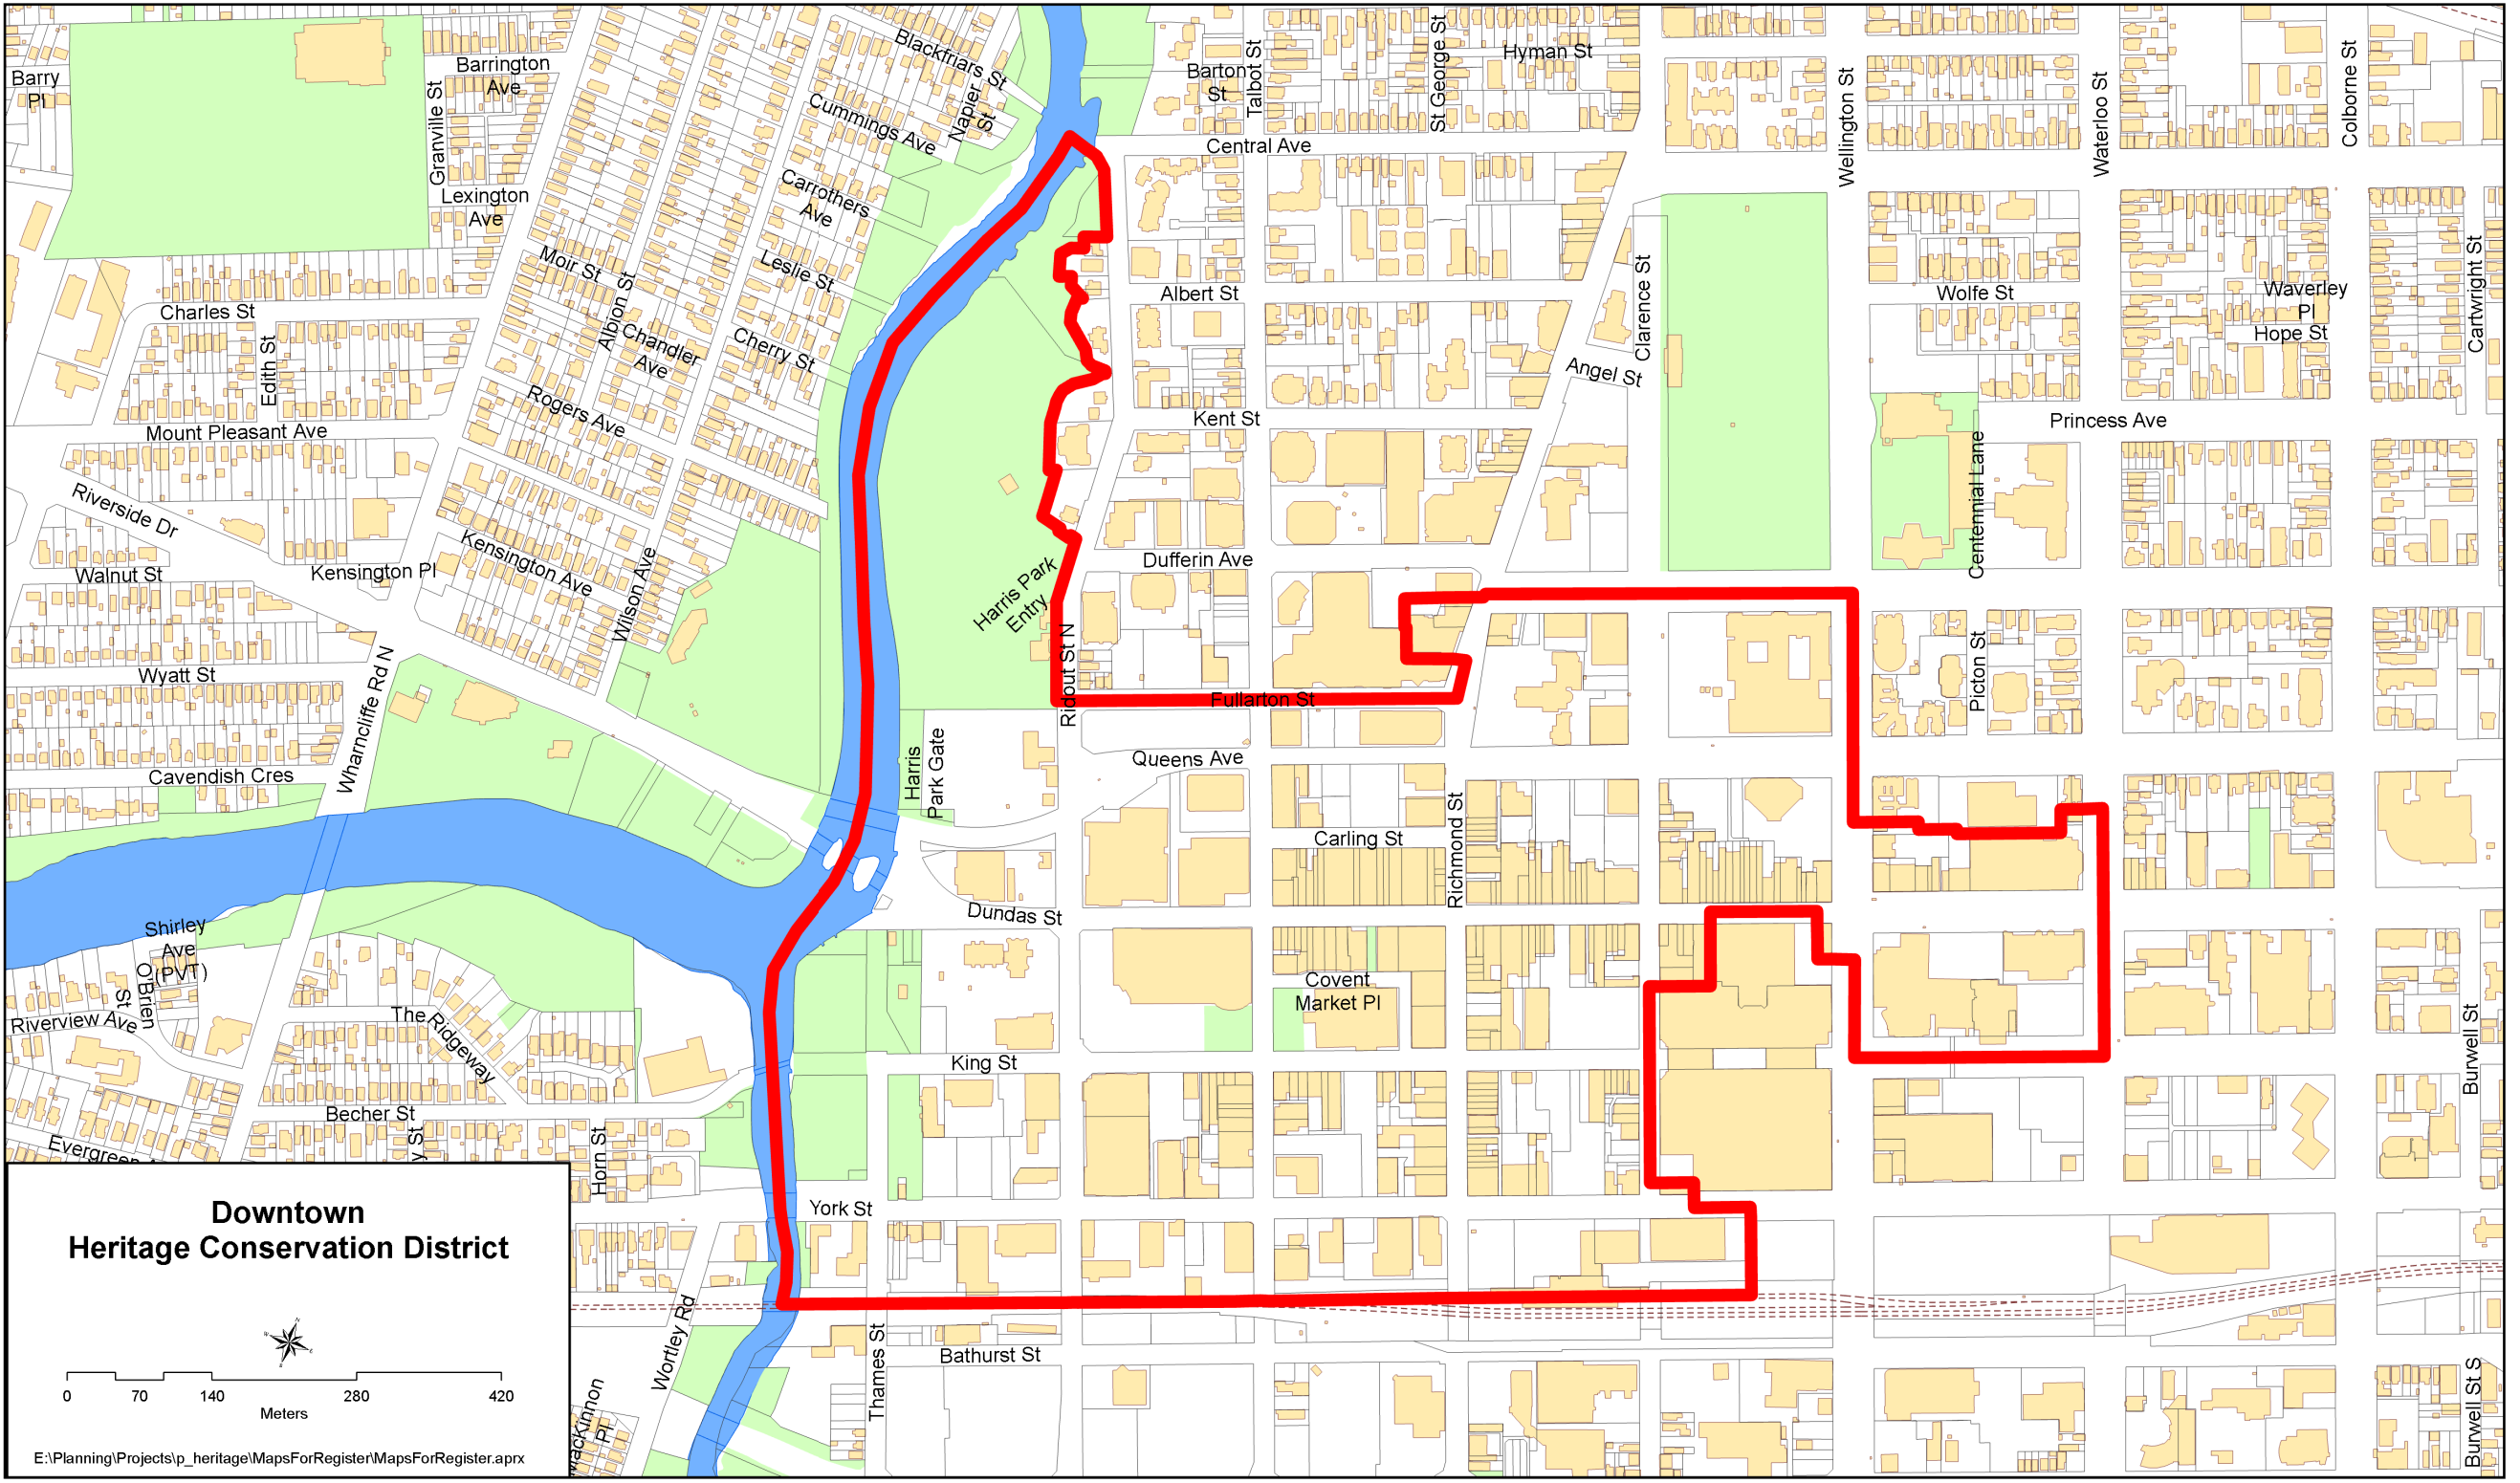 Blackfriars St
Barrington
Ave
Barry
Pl
Granville St
Cummings Ave
Napier
St
Barton
St
Talbot St
St George St
Hyman St
Wellington St
Waterloo St
Colborne St
Central Ave
Lexington
Ave
Carrothers
Ave
Moir St
Leslie St
Albion St
Charles St
Edith St
Chandler
Ave
Cherry St
Albert St
Clarence St
Wolfe St
Waverley
Pl
Hope St
Cartwright St
Angel St
Rogers Ave
Mount Pleasant Ave
Kent St
Princess Ave
Riverside Dr
Centennial Lane
Kensington Ave
Kensington Pl
Walnut St
Wilson Ave
Dufferin Ave
Harris Park
Entry
Ridout St N
Picton St
Wyatt St
Wharncliffe Rd N
Fullarton St
Harris
Park Gate
Queens Ave
Cavendish Cres
Richmond St
Carling St
Dundas St
Shirley
Ave
(PVT)
O'Brien
St
Riverview Ave
The Ridgeway
Covent
Market Pl
King St
Burwell St
Becher St
Evergreen
y St
Horn St
York St
Wortley Rd
Thames St
Bathurst St
MacKinnon
Pl
Burwell St S
Downtown
Heritage Conservation District
N
W
E
S
0 70 140 280 420
Meters
E:\Planning\Projects\p_heritage\MapsForRegister\MapsForRegister.aprx